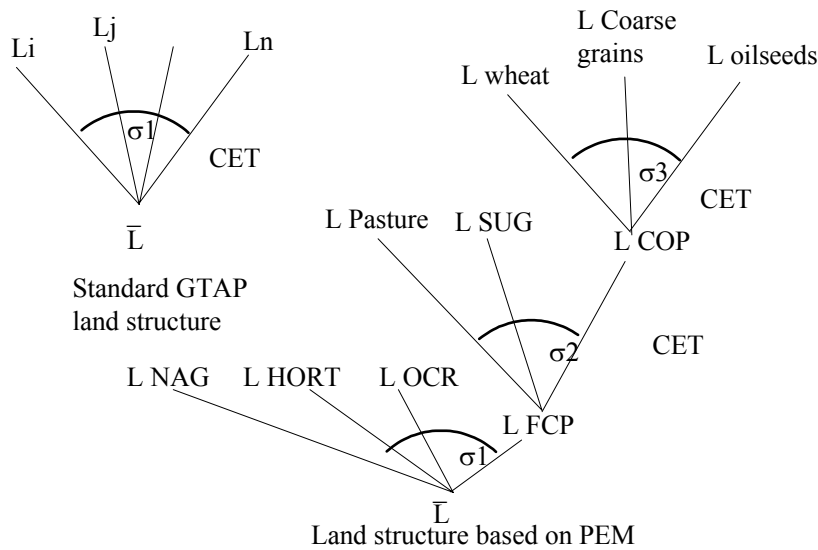 Li
Lj
Ln
σ1
CET
L̅
Standard GTAP
land structure
L Coarse
grains
L wheat
L oilseeds
σ3
CET
L Pasture
L SUG
L COP
σ2
CET
L NAG
L HORT
L OCR
L FCP
σ1
L̅
Land structure based on PEM